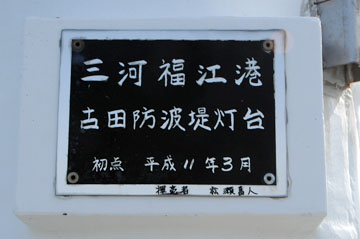 三河福江港
古田防波堤灯台
初点 平成11年3月
揮毫者